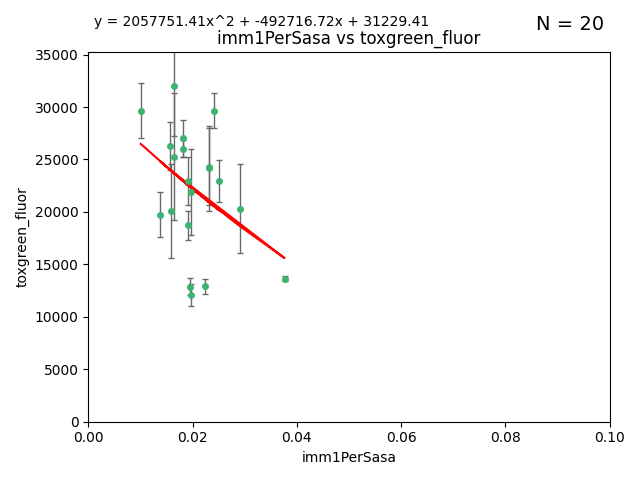 y = 2057751.41x^2 + -492716.72x + 31229.41
N = 20
imm1PerSasa vs toxgreen_fluor
35000
30000
25000
20000
15000
10000
5000
0
toxgreen_fluor
0.00 0.02 0.04 0.06 0.08 0.10
imm1PerSasa